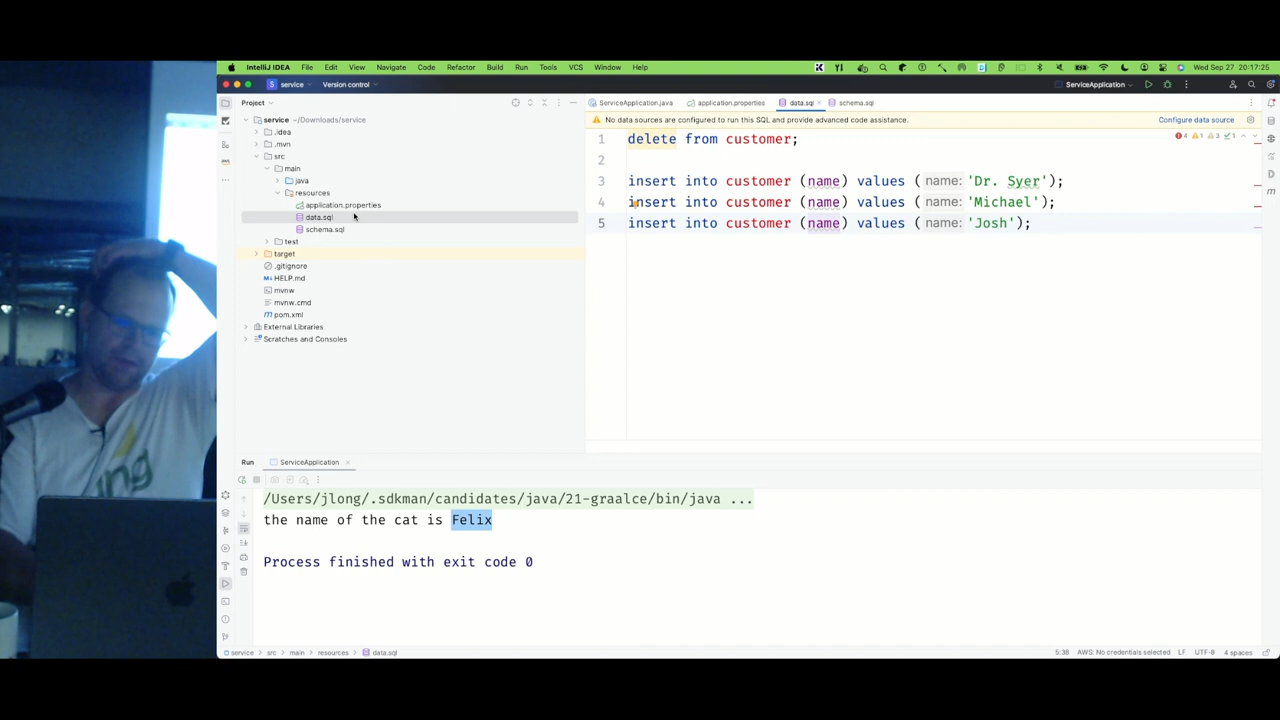 IntelliJ IDEA File Edit View Navigate Code Refactor Build Run Tools VCS Window Help Wed Sep 27 20:17:25
S service Version control ServiceApplication
Project
ServiceApplication.java application.properties data.sql schema.sql
service ~/Downloads/service
.idea
.mvn
src
main
java
resources
application.properties
data.sql
schema.sql
test
target
.gitignore
HELP.md
mvnw
mvnw.cmd
pom.xml
External Libraries
Scratches and Consoles
No data sources are configured to run this SQL and provide advanced code assistance. Configure data source
4 1 3 1
1 delete from customer;
2
3 insert into customer (name) values ( name: 'Dr. Syer');
4 insert into customer (name) values ( name: 'Michael');
5 insert into customer (name) values ( name: 'Josh');
Run ServiceApplication
/Users/jlong/.sdkman/candidates/java/21-graalce/bin/java ...
the name of the cat is Felix
Process finished with exit code 0
service src main resources data.sql 5:38 AWS: No credentials selected LF UTF-8 4 spaces